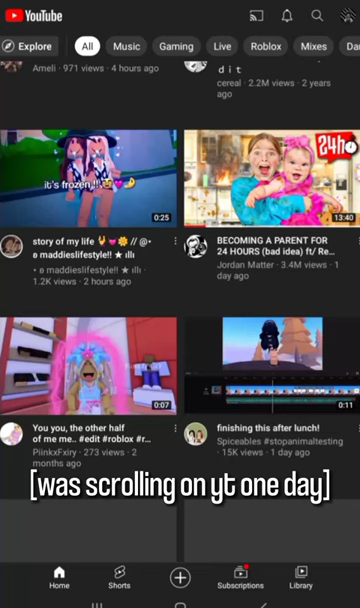 YouTube
Explore
All
Music
Gaming
Live
Roblox
Mixes
Ameli · 971 views · 4 hours ago
d i t
cereal · 2.2M views · 2 years
ago
it's frozen!!
0:25
24h
13:40
story of my life
maddieslifestyle!!
1.2K views · 2 hours ago
BECOMING A PARENT FOR
24 HOURS (bad idea) ft/ Re...
Jordan Matter · 3.4M views · 1
day ago
0:07
0:11
You you, the other half
of me me.. #edit #roblox #r...
PiinkxFxiry · 273 views · 2
months ago
finishing this after lunch!
Spiceables #stopanimaltesting
· 15K views · 1 day ago
[was scrolling on yt one day]
Home
Shorts
Subscriptions
Library